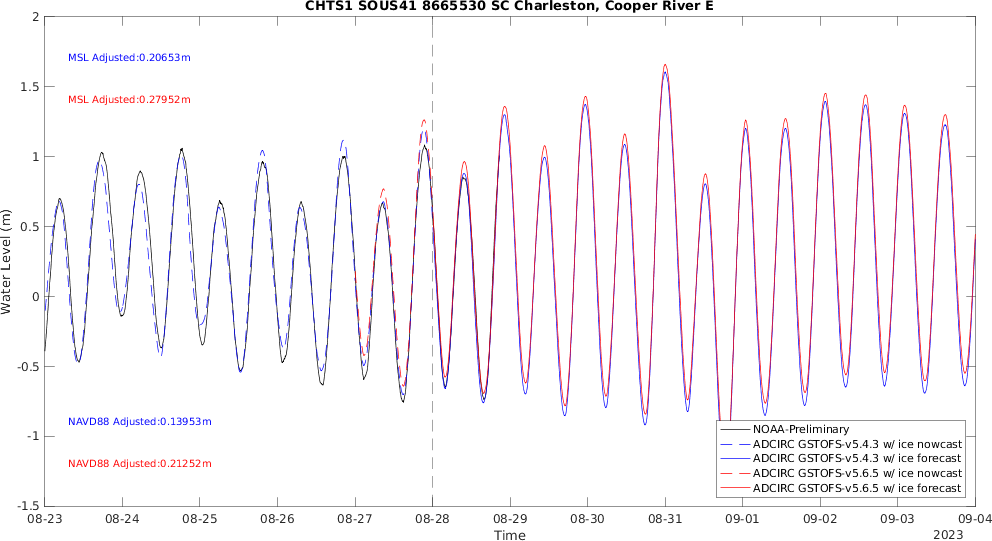 CHTS1 SOUS41 8665530 SC Charleston, Cooper River E
2
1.5
1
0.5
0
-0.5
-1
-1.5
Water Level (m)
MSL Adjusted:0.20653m
MSL Adjusted:0.27952m
NAVD88 Adjusted:0.13953m
NAVD88 Adjusted:0.21252m
NOAA-Preliminary
ADCIRC GSTOFS-v5.4.3 w/ ice nowcast
ADCIRC GSTOFS-v5.4.3 w/ ice forecast
ADCIRC GSTOFS-v5.6.5 w/ ice nowcast
ADCIRC GSTOFS-v5.6.5 w/ ice forecast
08-23 08-24 08-25 08-26 08-27 08-28 08-29 08-30 08-31 09-01 09-02 09-03 09-04
Time
2023